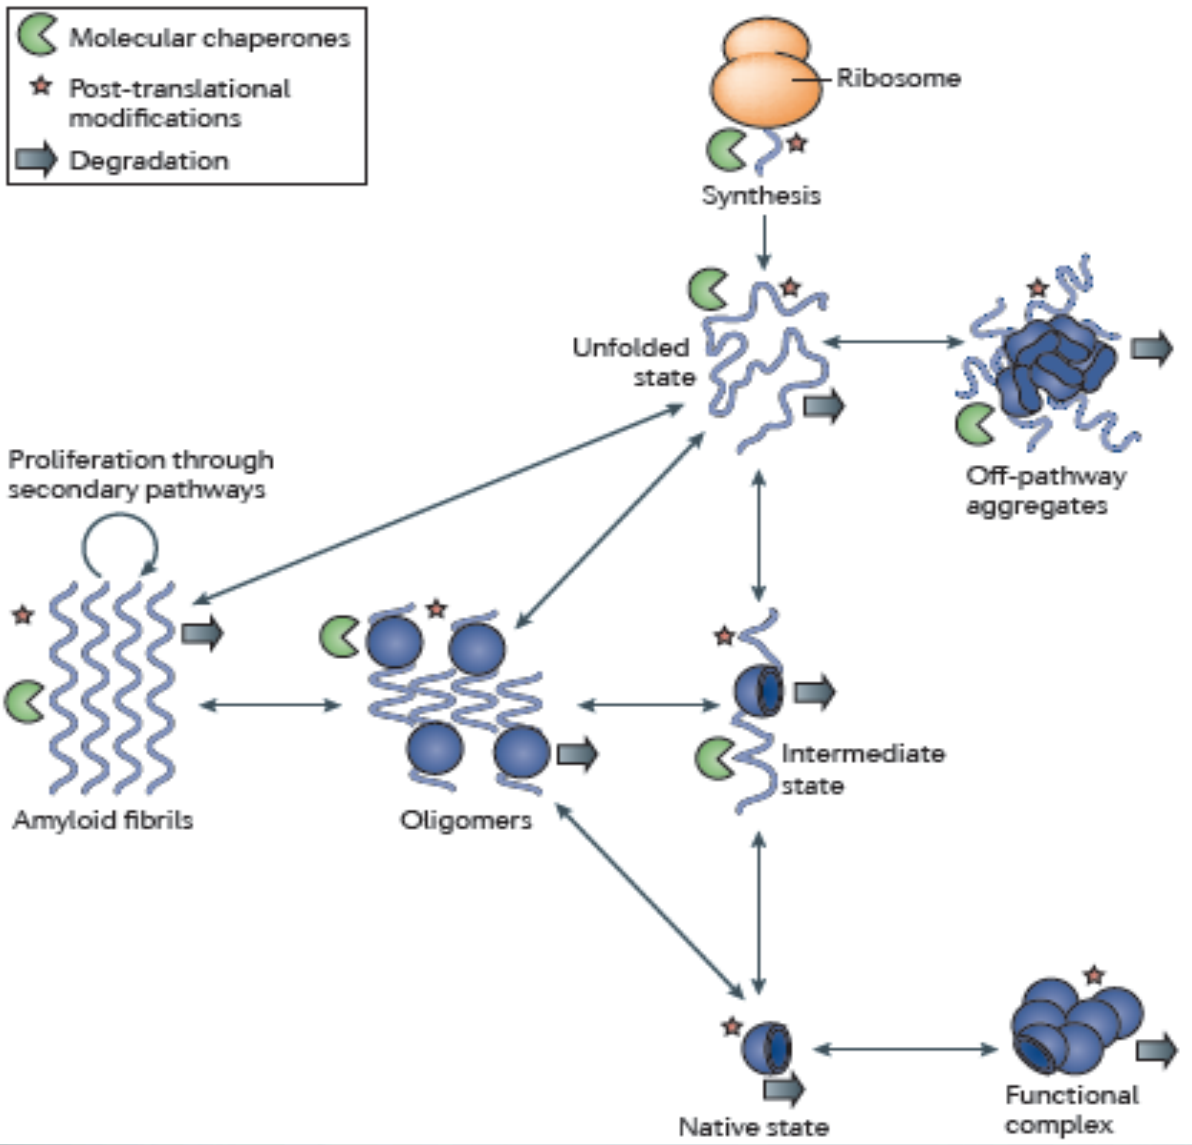 Molecular chaperones
Post-translational
modifications
Degradation
Ribosome
Synthesis
Unfolded
state
Off-pathway
aggregates
Proliferation through
secondary pathways
Amyloid fibrils
Oligomers
Intermediate
state
Native state
Functional
complex